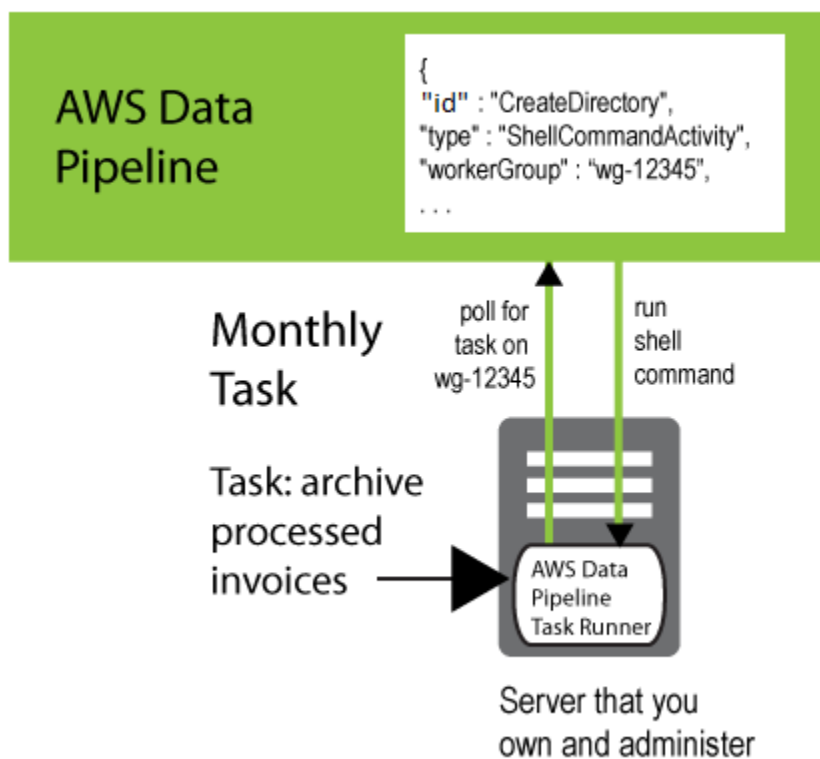 AWS Data
Pipeline
{
"id" : "CreateDirectory",
"type" : "ShellCommandActivity",
"workerGroup" : “wg-12345”,
. . .
Monthly
Task
poll for
task on
wg-12345
run
shell
command
Task: archive
processed
invoices
AWS Data
Pipeline
Task Runner
Server that you
own and administer